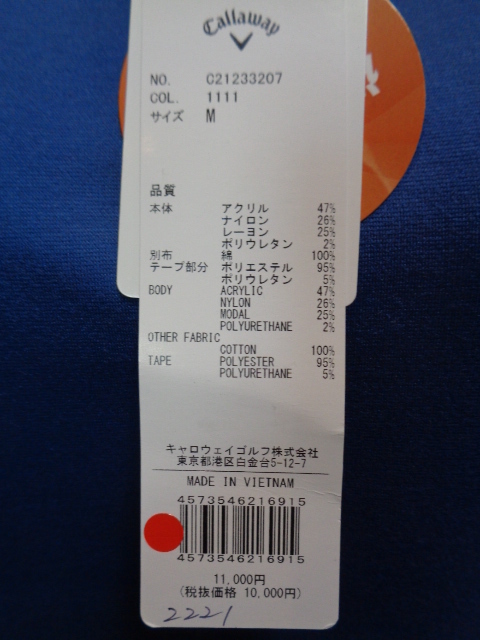 Callaway
NO. C21233207
COL. 1111
サイズ M
品質
本体 アクリル 47%
ナイロン 26%
レーヨン 25%
ポリウレタン 2%
別布 綿 100%
テープ部分 ポリエステル 95%
ポリウレタン 5%
BODY ACRYLIC 47%
NYLON 26%
MODAL 25%
POLYURETHANE 2%
OTHER FABRIC
COTTON 100%
TAPE POLYESTER 95%
POLYURETHANE 5%
キャロウェイゴルフ株式会社
東京都港区白金台5-12-7
MADE IN VIETNAM
4573546216915
4573546216915
11,000円
(税抜価格 10,000円)
2221